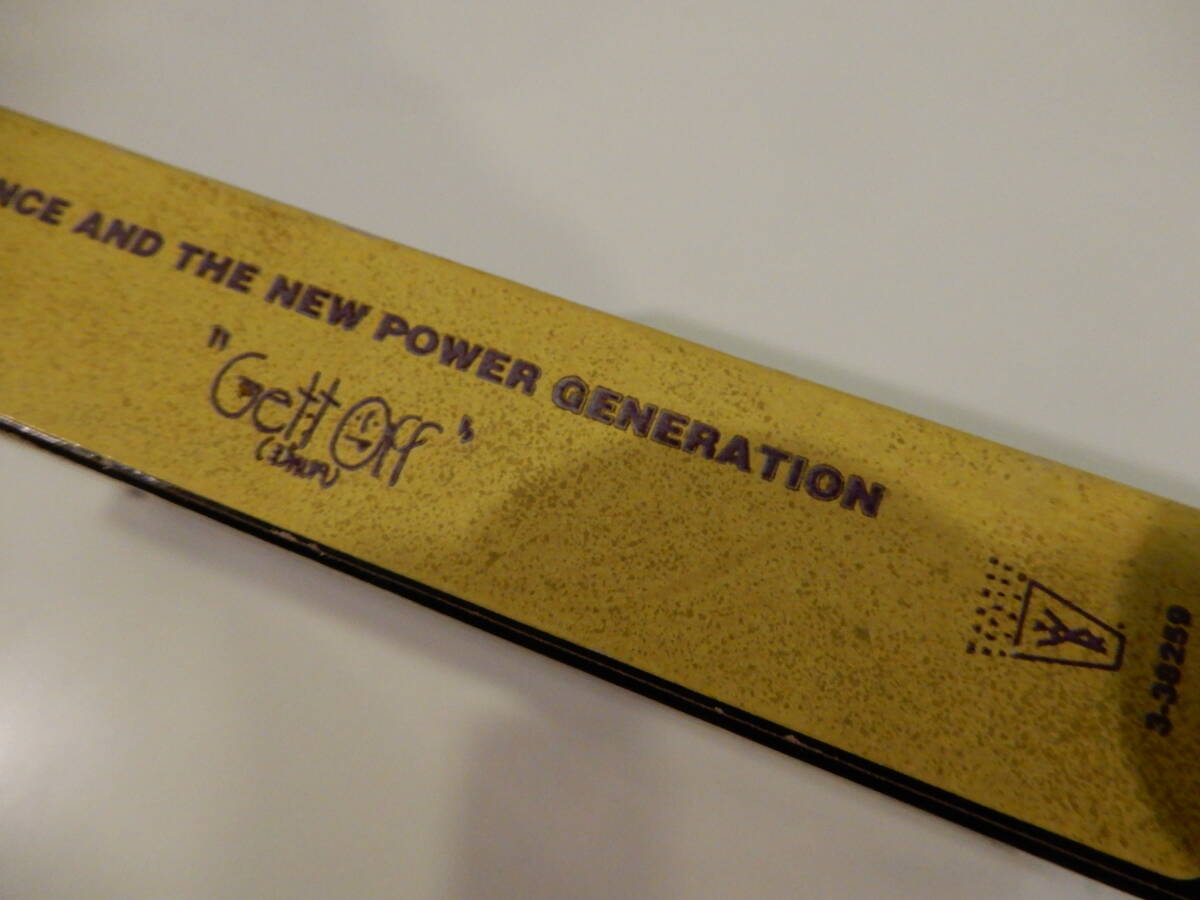 NCE AND THE NEW POWER GENERATION
"Gett Off"
3-38259